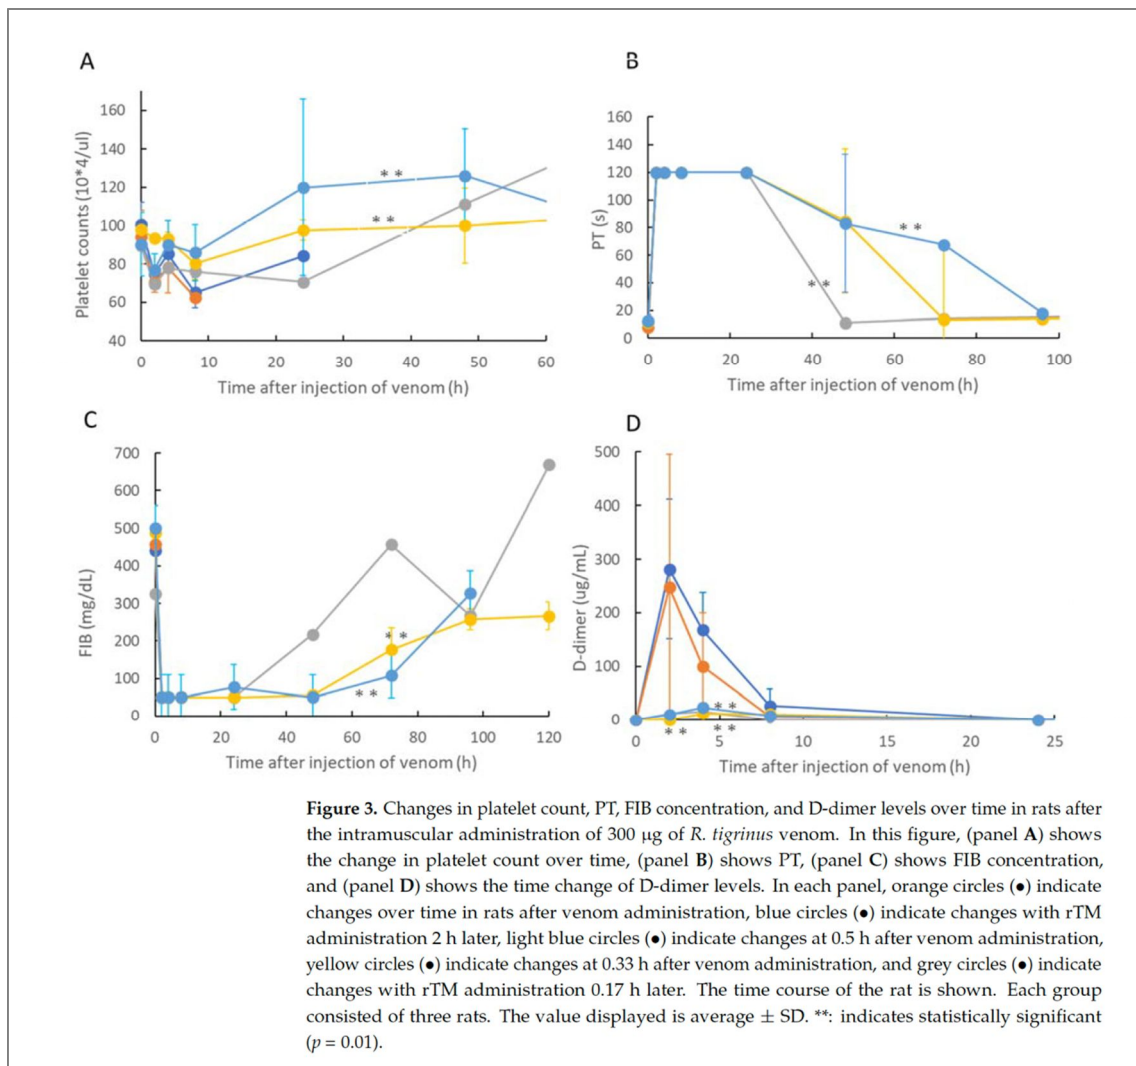 A
Platelet counts (10*4/ul)
160
140
120
100
80
60
40
0
10
20
30
40
50
60
**
**
Time after injection of venom (h)
B
PT (s)
160
140
120
100
80
60
40
20
0
0
20
40
60
80
100
**
**
Time after injection of venom (h)
C
FIB (mg/dL)
700
600
500
400
300
200
100
0
0
20
40
60
80
100
120
**
**
Time after injection of venom (h)
D
D-dimer (ug/mL)
500
400
300
200
100
0
0
5
10
15
20
25
**
**
**
Time after injection of venom (h)
Figure 3. Changes in platelet count, PT, FIB concentration, and D-dimer levels over time in rats after
the intramuscular administration of 300 µg of R. tigrinus venom. In this figure, (panel A) shows
the change in platelet count over time, (panel B) shows PT, (panel C) shows FIB concentration,
and (panel D) shows the time change of D-dimer levels. In each panel, orange circles (●) indicate
changes over time in rats after venom administration, blue circles (●) indicate changes with rTM
administration 2 h later, light blue circles (●) indicate changes at 0.5 h after venom administration,
yellow circles (●) indicate changes at 0.33 h after venom administration, and grey circles (●) indicate
changes with rTM administration 0.17 h later. The time course of the rat is shown. Each group
consisted of three rats. The value displayed is average ± SD. **: indicates statistically significant
(p = 0.01).